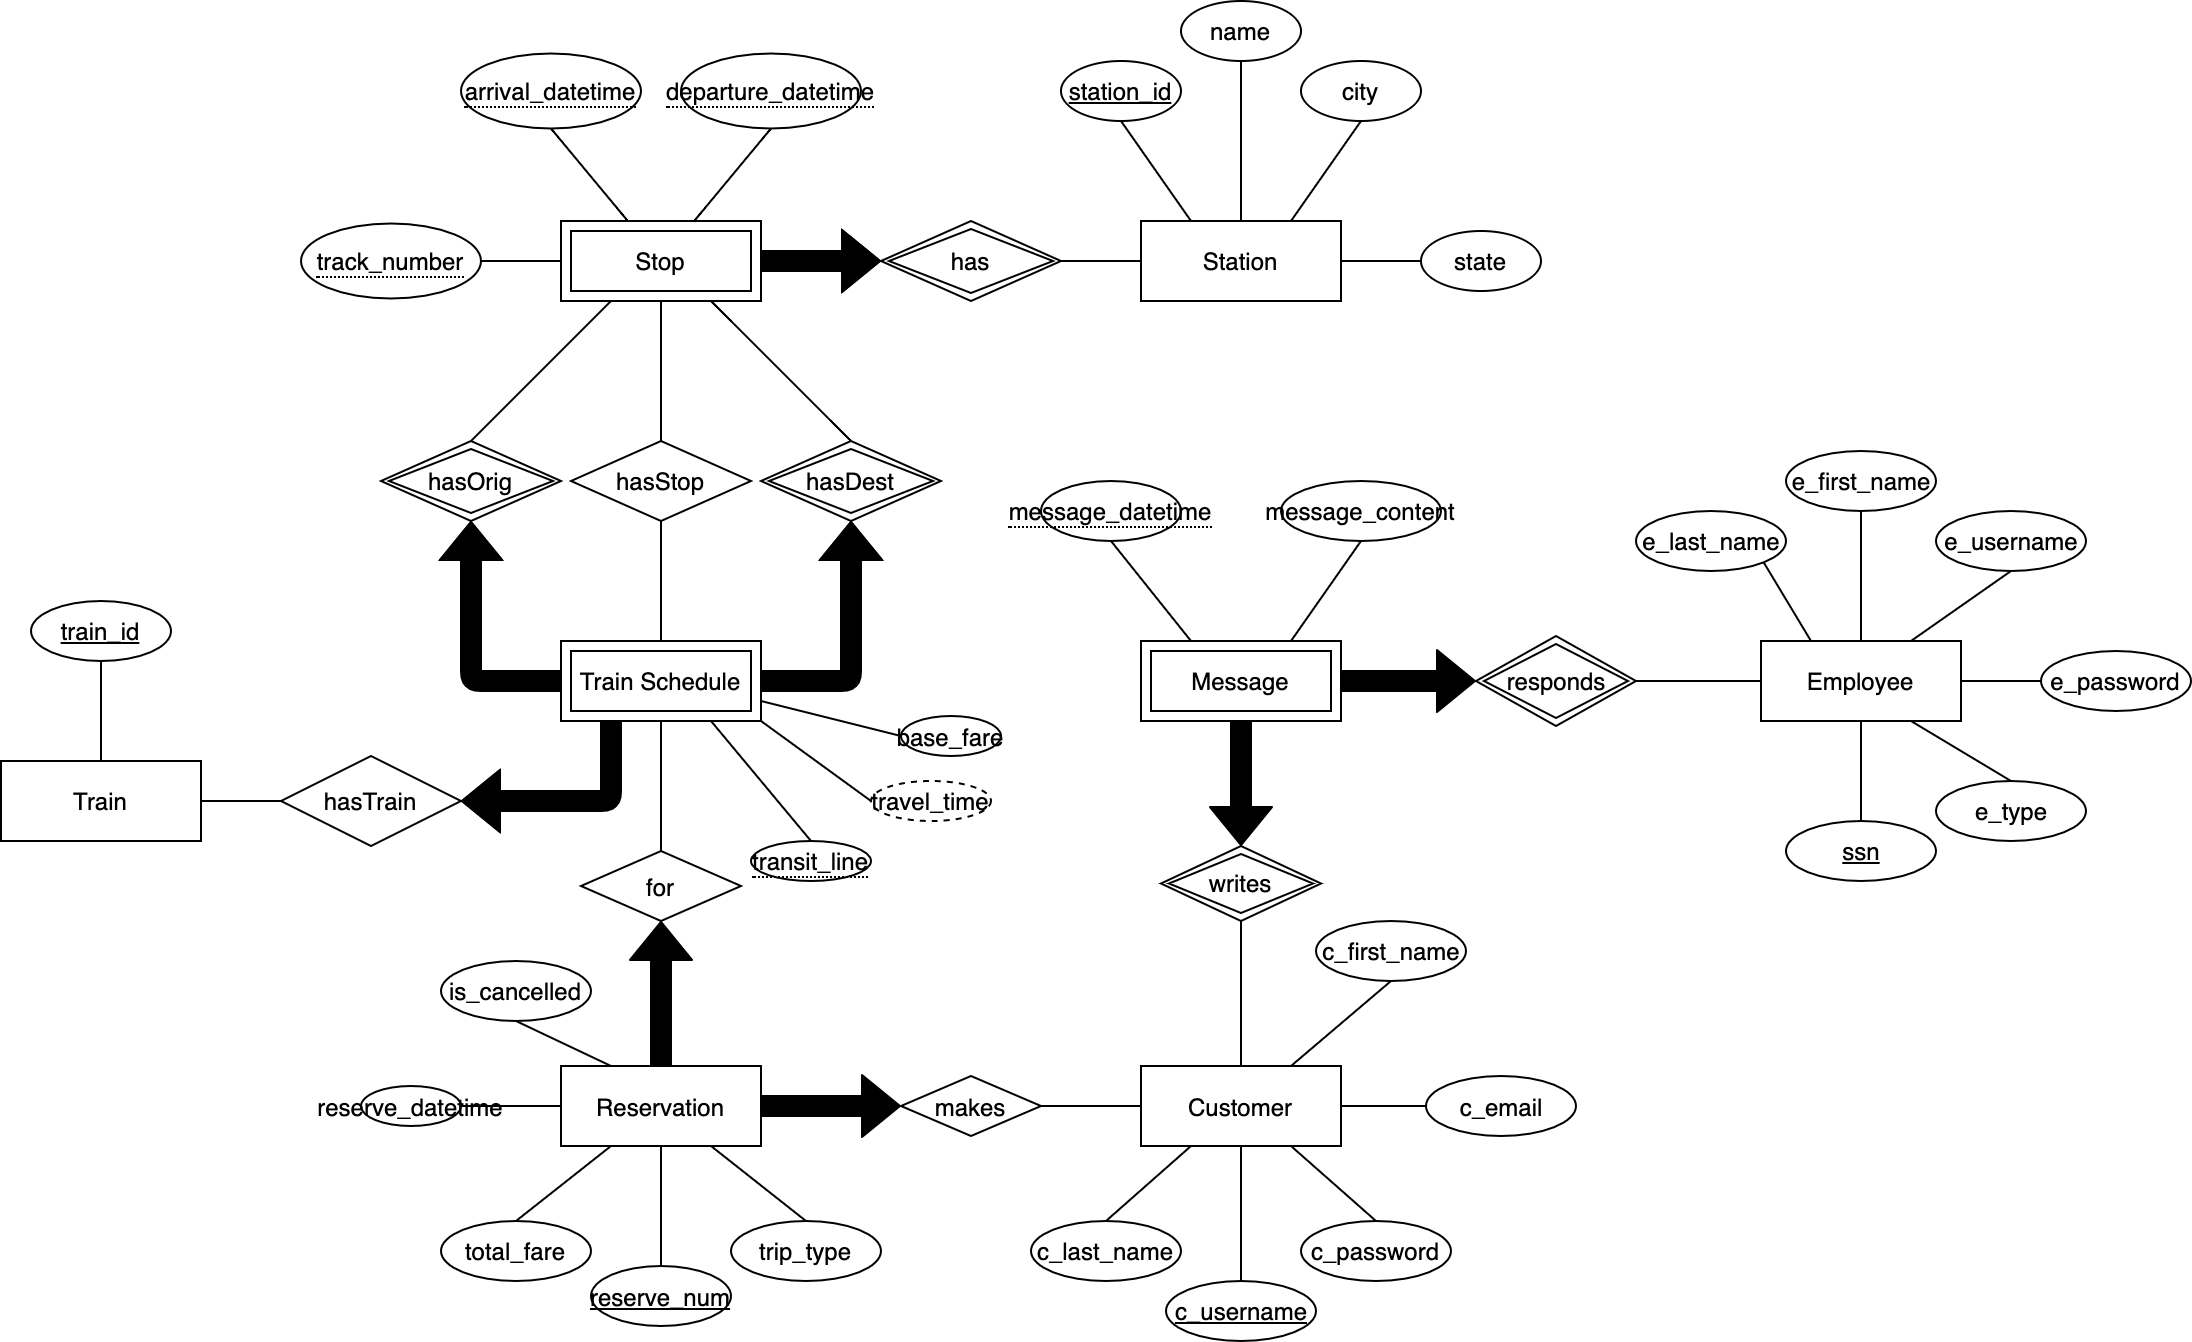 name
arrival_datetime
departure_datetime
station_id
city
track_number
Stop
has
Station
state
hasOrig
hasStop
hasDest
message_datetime
message_content
e_first_name
e_last_name
e_username
train_id
Train Schedule
Message
responds
Employee
e_password
base_fare
Train
hasTrain
travel_time
e_type
transit_line
ssn
for
writes
c_first_name
is_cancelled
reserve_datetime
Reservation
makes
Customer
c_email
total_fare
trip_type
c_last_name
c_password
reserve_num
c_username